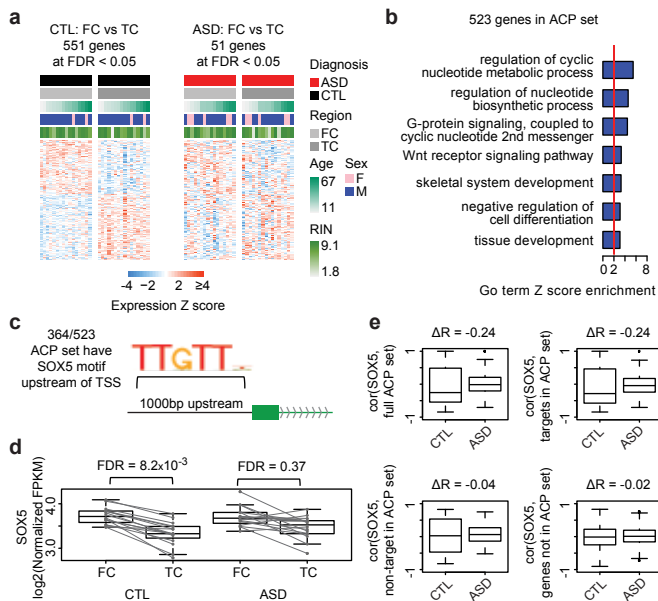 a
CTL: FC vs TC
551 genes
at FDR < 0.05
ASD: FC vs TC
51 Genes
at FDR < 0.05
Diagnosis
ASD
CTL
Region
FC
TC
Age
67
11
Sex
F
M
RIN
9.1
1.8
-4 -2 2 ≥4
Expression Z score
b
523 genes in ACP set
regulation of cyclic
nucleotide metabolic process
regulation of nucleotide
biosynthetic process
G-protein signaling, coupled to
cyclic nucleotide 2nd messenger
Wnt receptor signaling pathway
skeletal system development
negative regulation of
cell differentiation
tissue development
0 2 8
Go term Z score enrichment
c
364/523
ACP set have
SOX5 motif
upstream of TSS
TTGTT
1000bp upstream
d
FDR = 8.2x10-3
FDR = 0.37
SOX5
log2(Normalized FPKM)
3.0 4.0
FC TC FC TC
CTL ASD
e
ΔR = -0.24
cor(SOX5,
full ACP set)
-1 1
CTL ASD
ΔR = -0.24
cor(SOX5,
targets in ACP set)
-1 1
CTL ASD
ΔR = -0.04
cor(SOX5,
non-target in ACP set)
-1 1
CTL ASD
ΔR = -0.02
cor(SOX5,
genes not in ACP set)
-1 1
CTL ASD